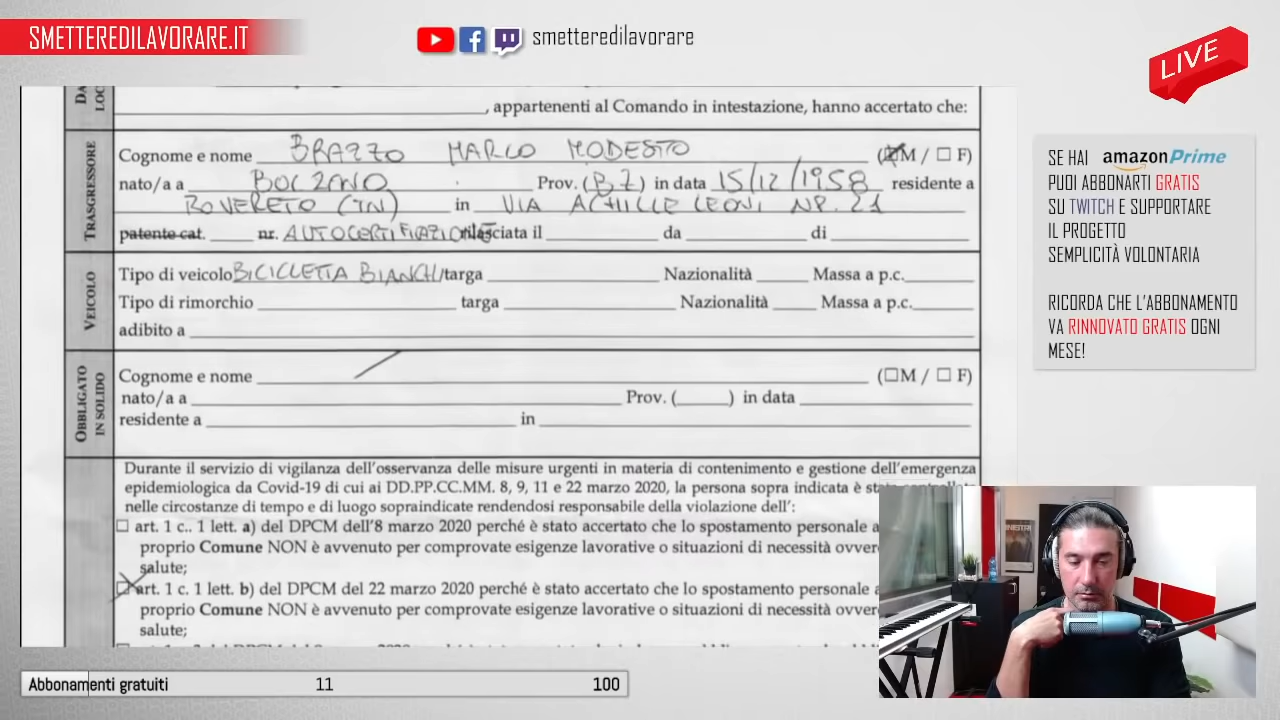 SMETTEREDILAVORARE.IT
smetteredilavorare
LIVE
DA
LOC
, appartenenti al Comando in intestazione, hanno accertato che:
TRASGRESSORE
Cognome e nome BRAZZO MARCO MODESTO (☒M / ☐ F)
nato/a a BOLZANO Prov. (BZ) in data 15/12/1958 residente a
ROVERETO (TN) in VIA ACHILLE LEONI NR. 21
patente cat. nr. AUTOCERTIFICAZIONE rilasciata il da di
VEICOLO
Tipo di veicolo BICICLETTA BIANCHI targa Nazionalità Massa a p.c.
Tipo di rimorchio targa Nazionalità Massa a p.c.
adibito a
OBBLIGATO
IN SOLIDO
Cognome e nome (☐M / ☐ F)
nato/a a Prov. ( ) in data
residente a in
Durante il servizio di vigilanza dell'osservanza delle misure urgenti in materia di contenimento e gestione dell'emergenza
epidemiologica da Covid-19 di cui ai DD.PP.CC.MM. 8, 9, 11 e 22 marzo 2020, la persona sopra indicata è
nelle circostanze di tempo e di luogo sopraindicate rendendosi responsabile della violazione dell':
☐ art. 1 c.. 1 lett. a) del DPCM dell'8 marzo 2020 perché è stato accertato che lo spostamento personale a
proprio Comune NON è avvenuto per comprovate esigenze lavorative o situazioni di necessità ovver
salute;
☒ art. 1 c. 1 lett. b) del DPCM del 22 marzo 2020 perché è stato accertato che lo spostamento personale a
proprio Comune NON è avvenuto per comprovate esigenze lavorative o situazioni di necessità ovver
salute;
SE HAI amazonPrime
PUOI ABBONARTI GRATIS
SU TWITCH E SUPPORTARE
IL PROGETTO
SEMPLICITÀ VOLONTARIA
RICORDA CHE L'ABBONAMENTO
VA RINNOVATO GRATIS OGNI
MESE!
Abbonamenti gratuiti 11 100